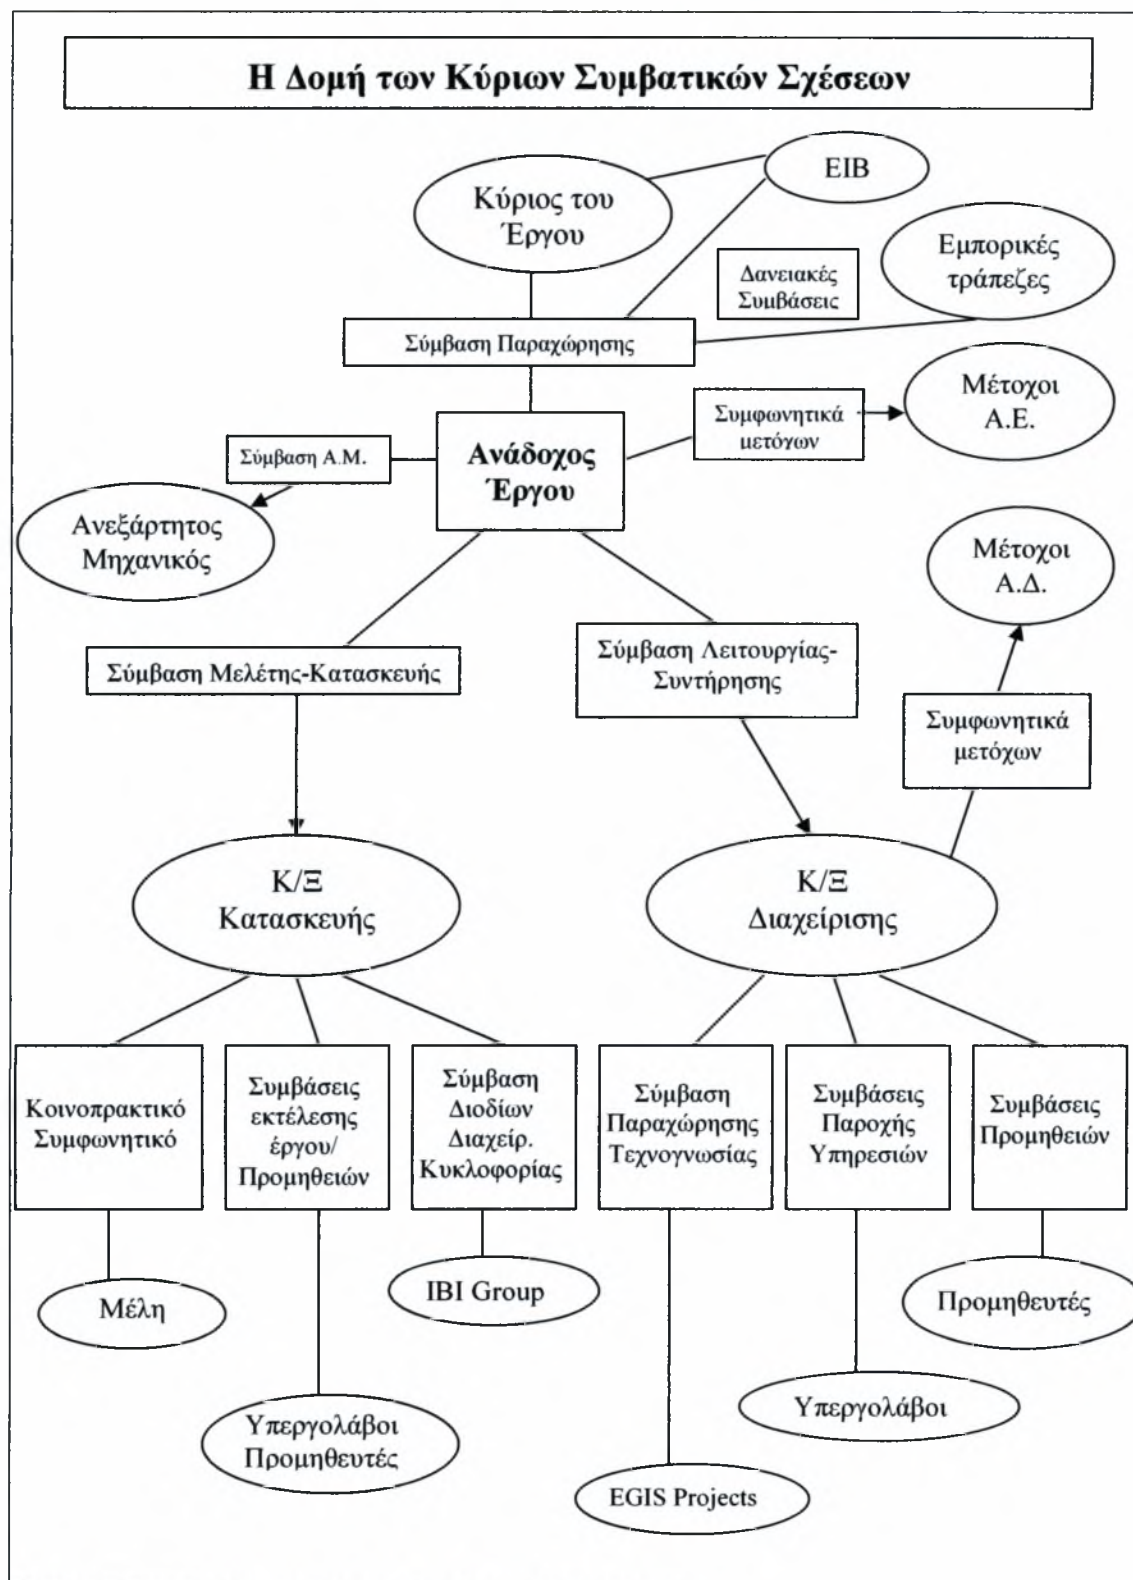 Η Δομή των Κύριων Συμβατικών Σχέσεων
EIB
Κύριος του
Έργου
Εμπορικές
τράπεζες
Δανειακές
Συμβάσεις
Σύμβαση Παραχώρησης
Μέτοχοι
Α.Ε.
Συμφωνητικά
μετόγων
Ανάδοχος
Έργου
Σύμβαση Α.Μ.
Ανεξάρτητος
Μηχανικός
Μέτοχοι
Α.Δ.
Σύμβαση Μελέτης-Κατασκευής
Σύμβαση Λειτουργίας-
Συντήρησης
Συμφωνητικά
μετόχων
Κ/Ξ
Κατασκευής
Κ/Ξ
Διαχείρισης
Κοινοπρακτικό
Συμφωνητικό
Συμβάσεις
εκτέλεσης
έργου/
Προμηθειών
Σύμβαση
Διοδίων
Διαχείρ.
Κυκλοφορίας
Σύμβαση
Παραχώρησης
Τεχνογνωσίας
Συμβάσεις
Παροχής
Υπηρεσιών
Συμβάσεις
Προμηθειών
Μέλη
IBI Group
Προμηθευτές
Υπεργολάβοι
Προμηθευτές
Υπεργολάβοι
EGIS Projects